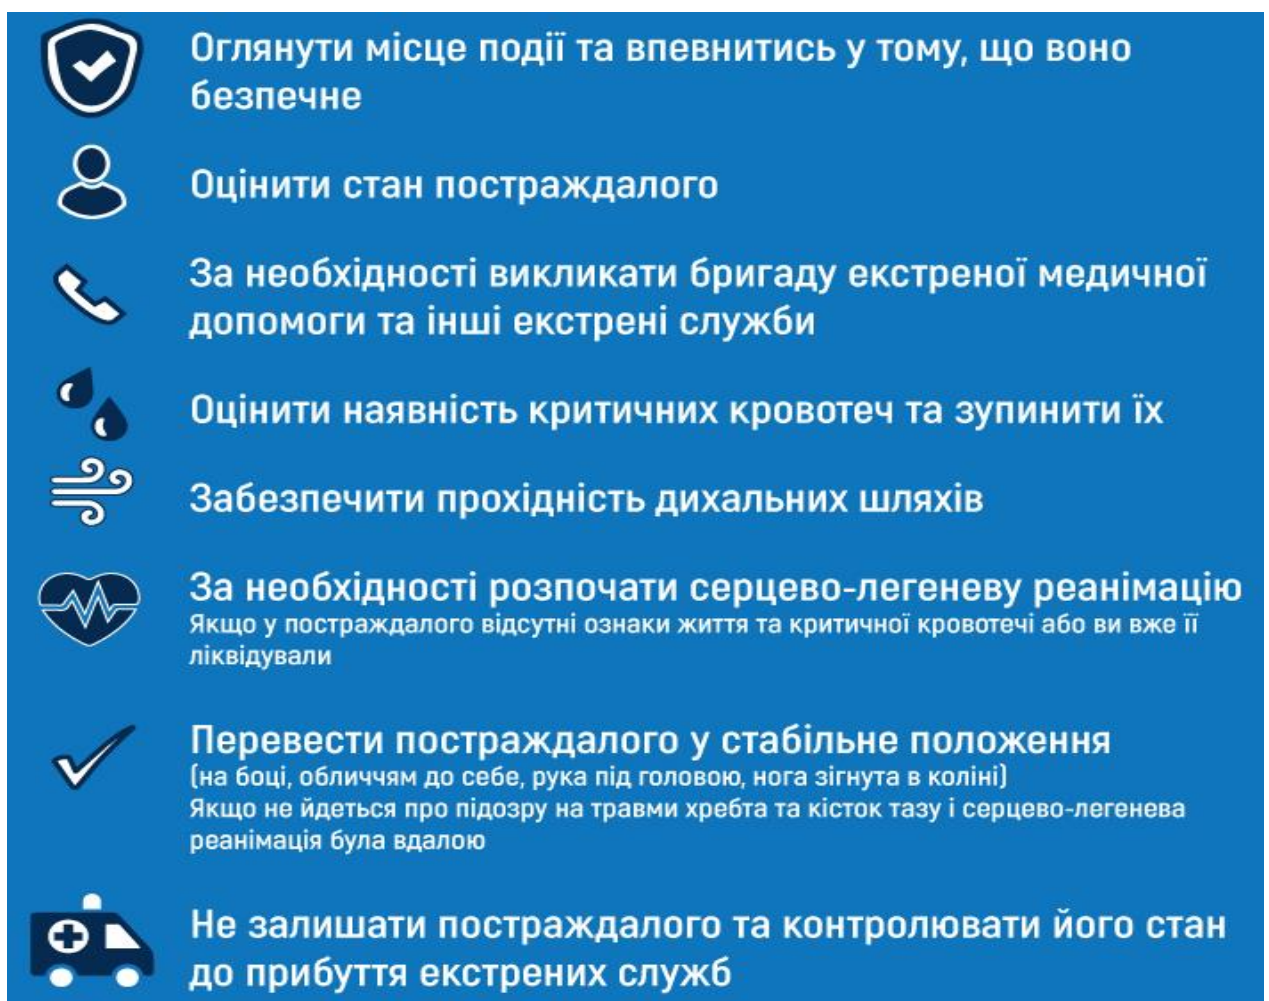 Оглянути місце події та впевнитись у тому, що воно
безпечне
Оцінити стан постраждалого
За необхідності викликати бригаду екстреної медичної
допомоги та інші екстрені служби
Оцінити наявність критичних кровотеч та зупинити їх
Забезпечити прохідність дихальних шляхів
За необхідності розпочати серцево-легеневу реанімацію
Якщо у постраждалого відсутні ознаки життя та критичної кровотечі або ви вже її
ліквідували
Перевести постраждалого у стабільне положення
(на боці, обличчям до себе, рука під головою, нога зігнута в коліні)
Якщо не йдеться про підозру на травми хребта та кісток тазу і серцево-легенева
реанімація була вдалою
Не залишати постраждалого та контролювати його стан
до прибуття екстрених служб